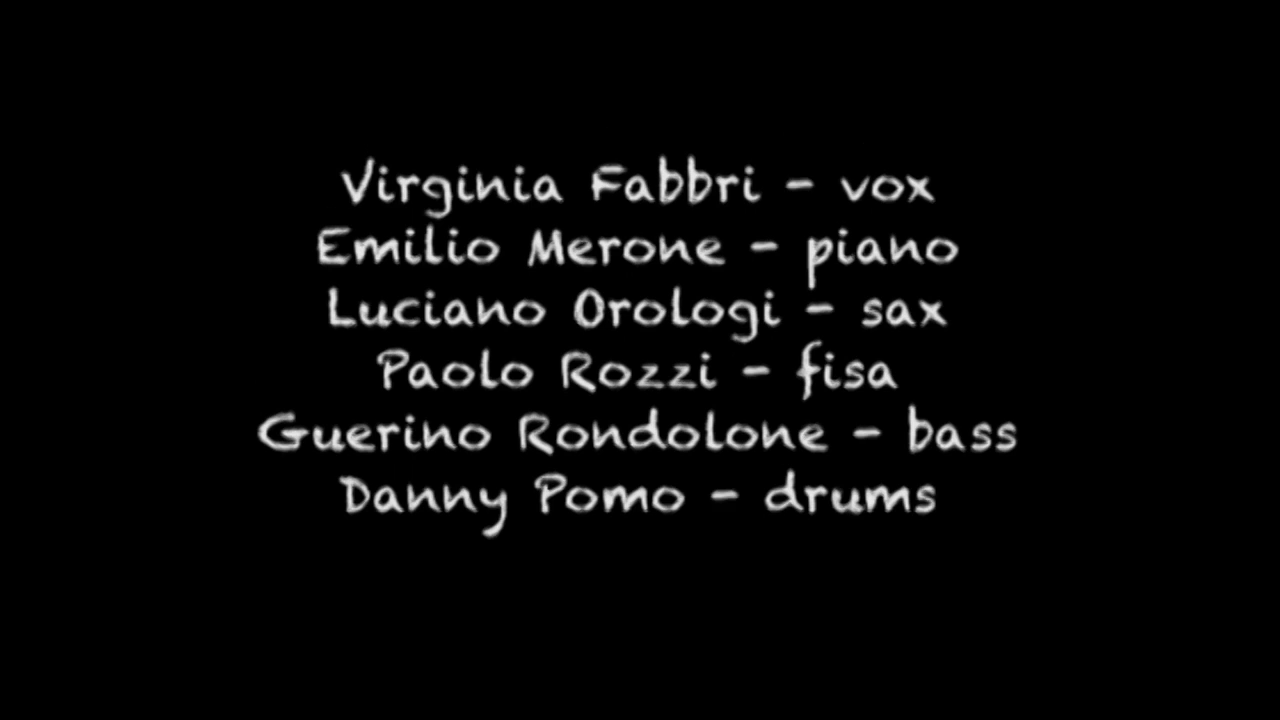 Virginia Fabbri - vox
Emilio Merone - piano
Luciano Orologi - sax
Paolo Rozzi - fisa
Guerino Rondolone - bass
Danny Pomo - drums